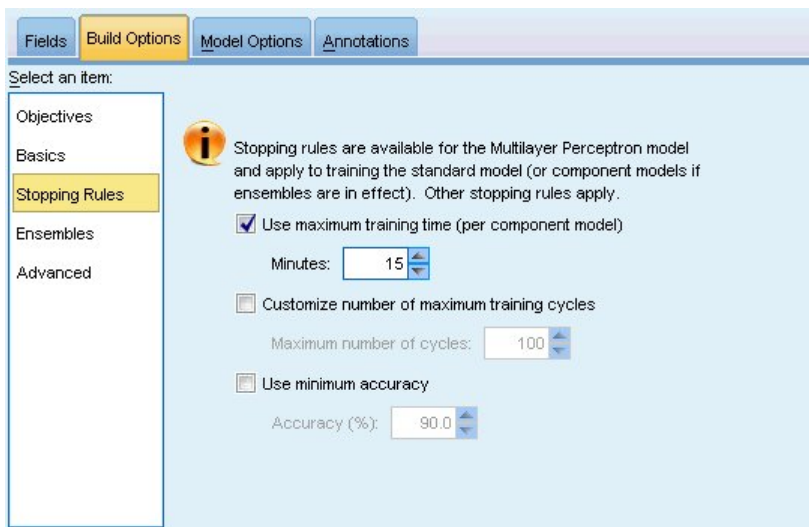 Fields Build Options Model Options Annotations
Select an item:
Objectives
Basics
Stopping Rules
Ensembles
Advanced
i
Stopping rules are available for the Multilayer Perceptron model
and apply to training the standard model (or component models if
ensembles are in effect). Other stopping rules apply.
Use maximum training time (per component model)
Minutes: 15
Customize number of maximum training cycles
Maximum number of cycles: 100
Use minimum accuracy
Accuracy (%): 90.0